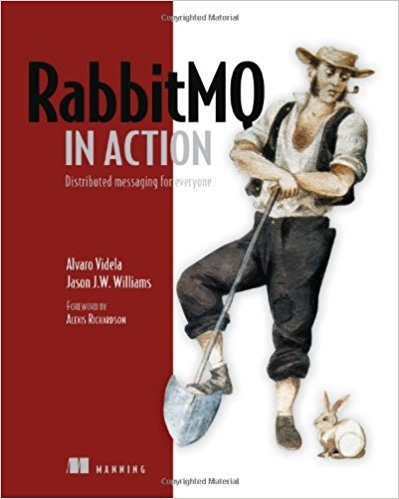 Copyrighted Material
RabbitMQ
IN ACTION
Distributed messaging for everyone
Alvaro Videla
Jason J.W. Williams
FOREWORD BY
ALEXIS RICHARDSON
MANNING
Copyrighted Material